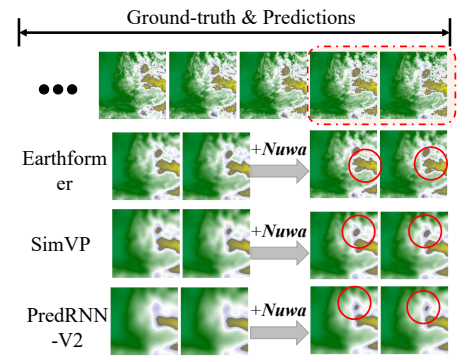 Ground-truth & Predictions
Earthform
er
+Nuwa
SimVP
+Nuwa
PredRNN
-V2
+Nuwa